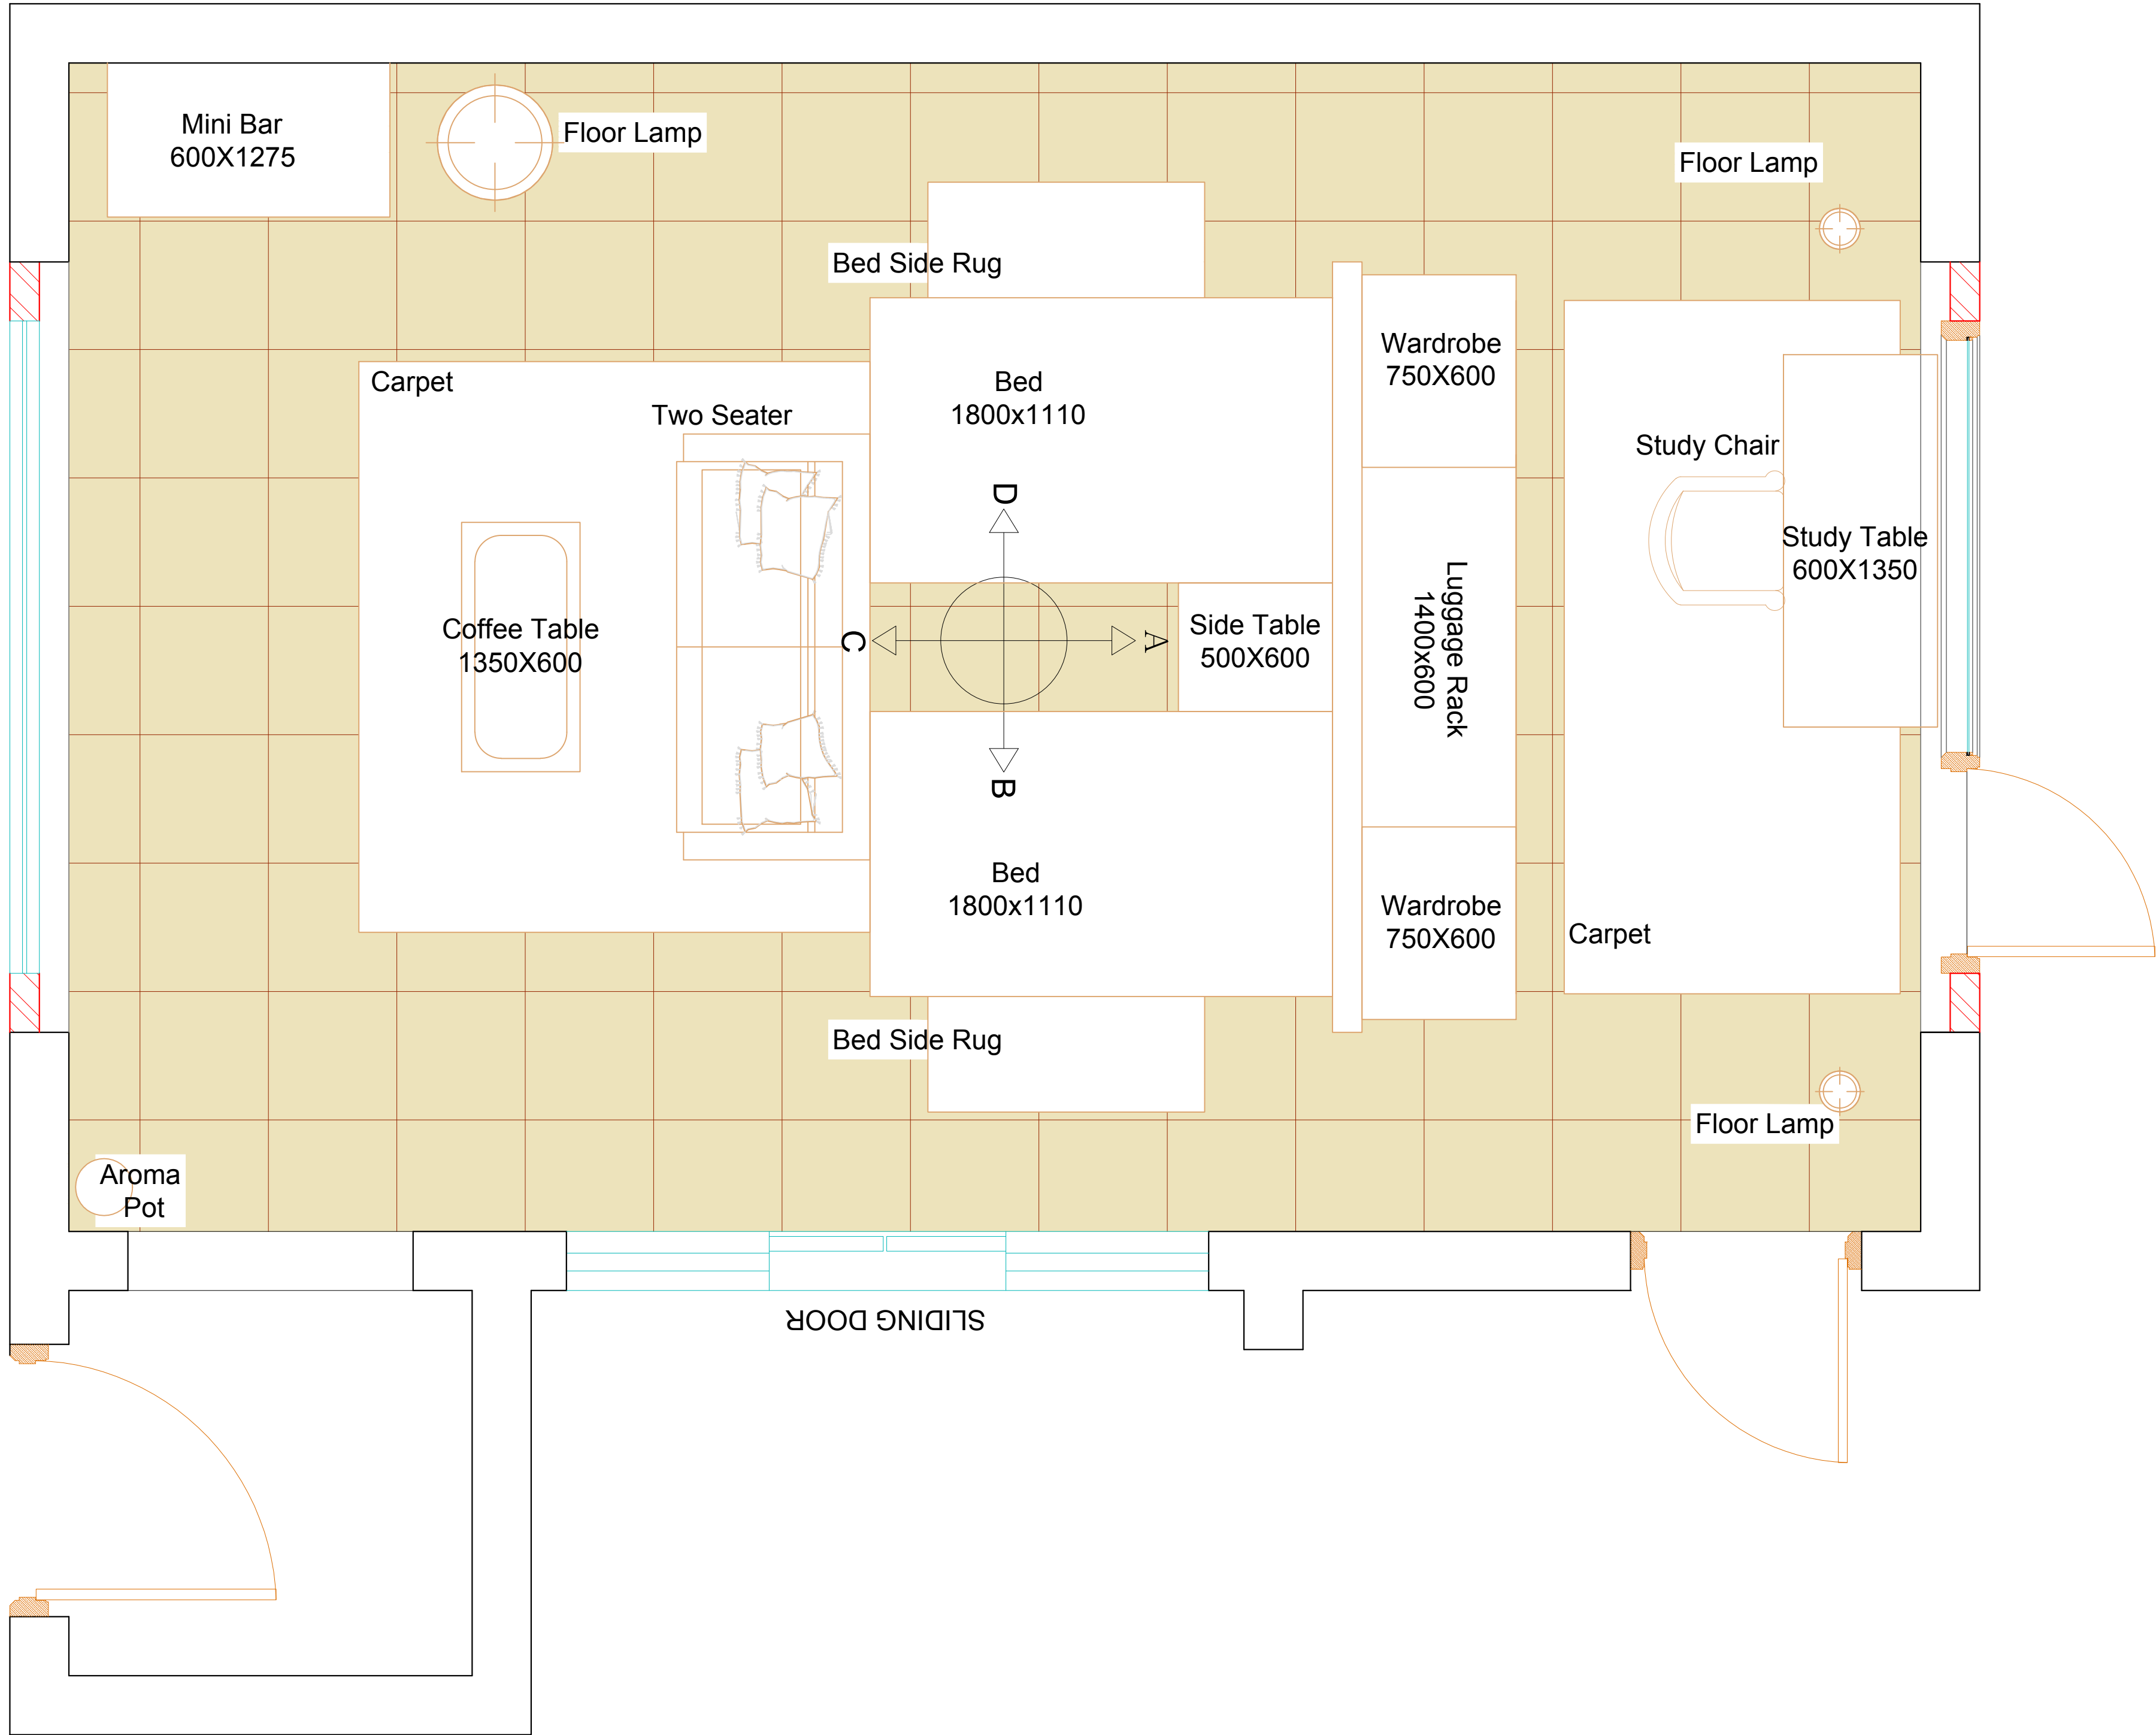 Mini Bar
600X1275
Floor Lamp
Floor Lamp
Bed Side Rug
Wardrobe
750X600
Carpet
Bed
1800x1110
Two Seater
Study Chair
D
Study Table
600X1350
Coffee Table
1350X600
C
A
Side Table
500X600
Luggage Rack
1400x600
B
Bed
1800x1110
Wardrobe
750X600
Carpet
Bed Side Rug
Floor Lamp
Aroma
Pot
SLIDING DOOR